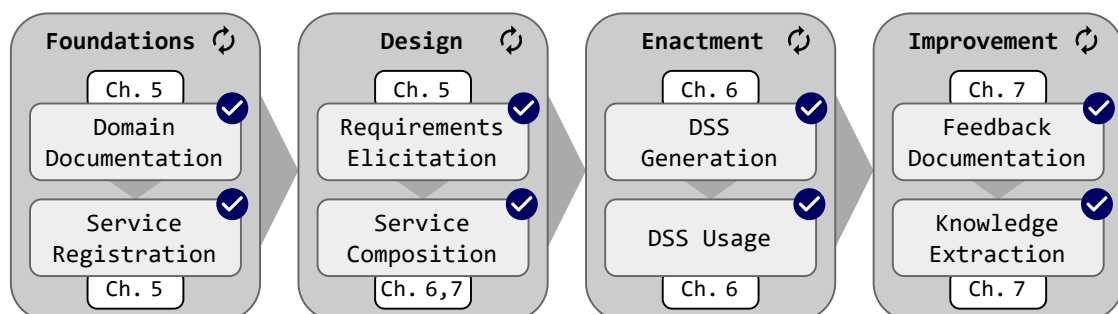 Foundations
Ch. 5
Domain
Documentation
Service
Registration
Ch. 5
Design
Ch. 5
Requirements
Elicitation
Service
Composition
Ch. 6,7
Enactment
Ch. 6
DSS
Generation
DSS Usage
Ch. 6
Improvement
Ch. 7
Feedback
Documentation
Knowledge
Extraction
Ch. 7